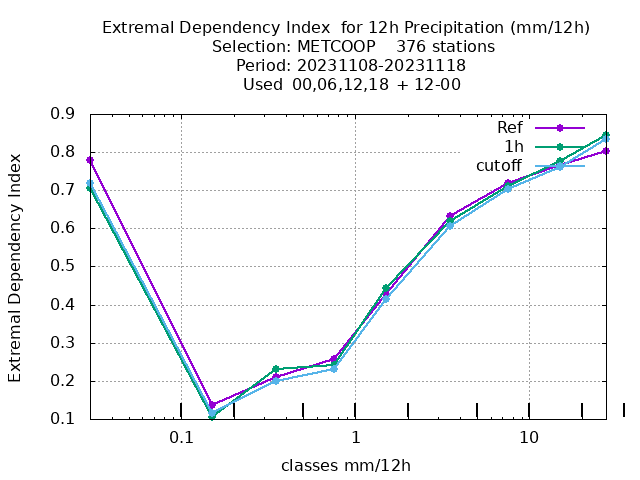 Extremal Dependency Index  for 12h Precipitation (mm/12h)
Selection: METCOOP    376 stations
Period: 20231108-20231118
Used  00,06,12,18 + 12-00
Ref
1h
cutoff
Extremal Dependency Index
0.9
0.8
0.7
0.6
0.5
0.4
0.3
0.2
0.1
0.1 1 10
classes mm/12h